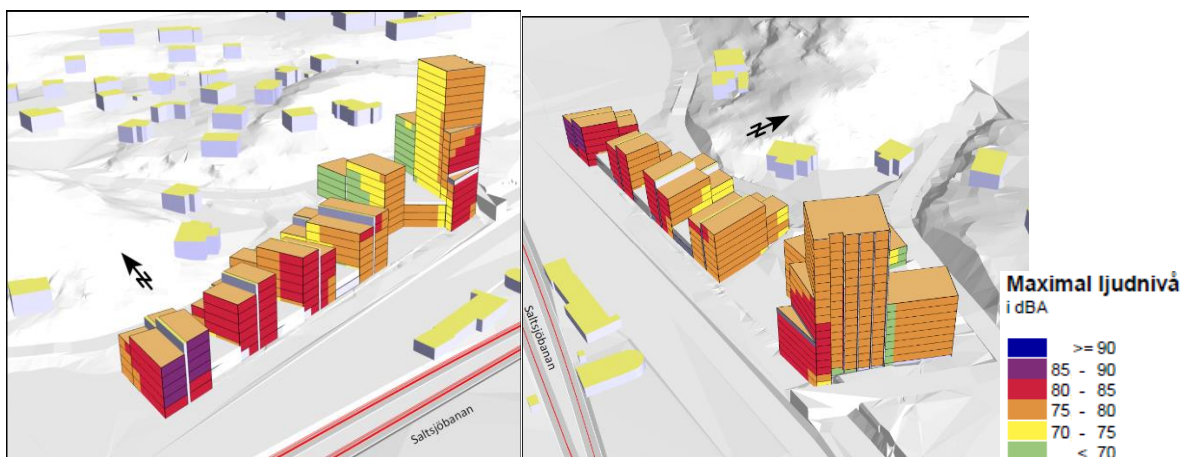 N
Saltsjöbanan
N
Saltsjöbanan
Maximal ljudnivå
i dBA
>= 90
85 - 90
80 - 85
75 - 80
70 - 75
< 70